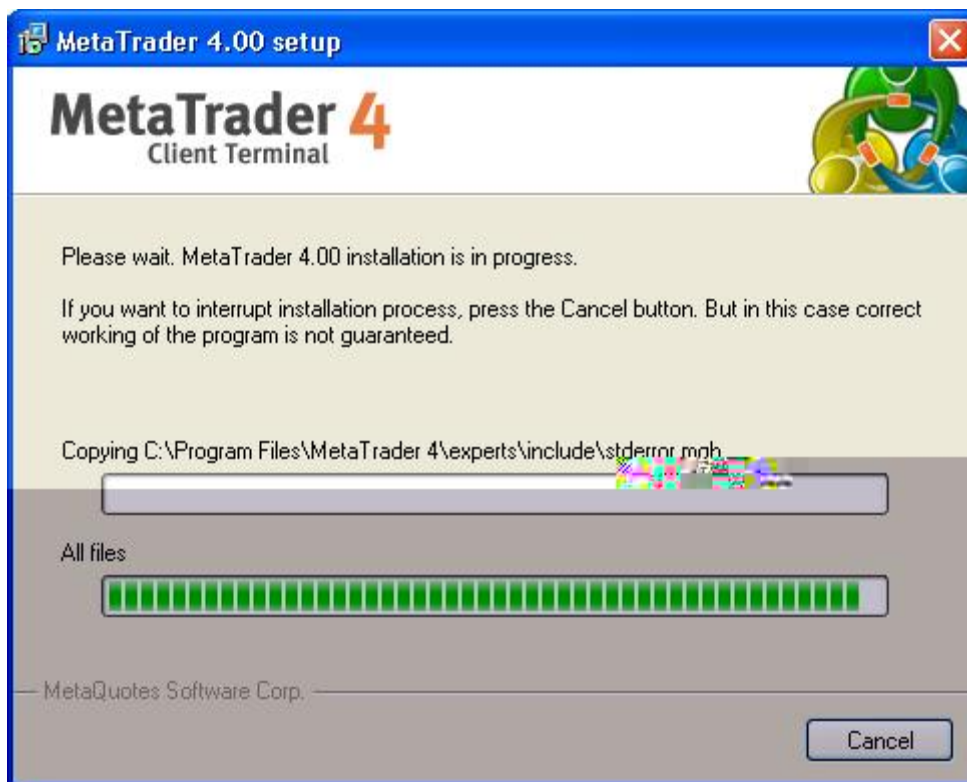 MetaTrader 4.00 setup
MetaTrader 4
Client Terminal
Please wait. MetaTrader 4.00 installation is in progress.
If you want to interrupt installation process, press the Cancel button. But in this case correct
working of the program is not guaranteed.
Copying C:\Program Files\MetaTrader 4\experts\include\stderror.mqh
All files
MetaQuotes Software Corp.
Cancel